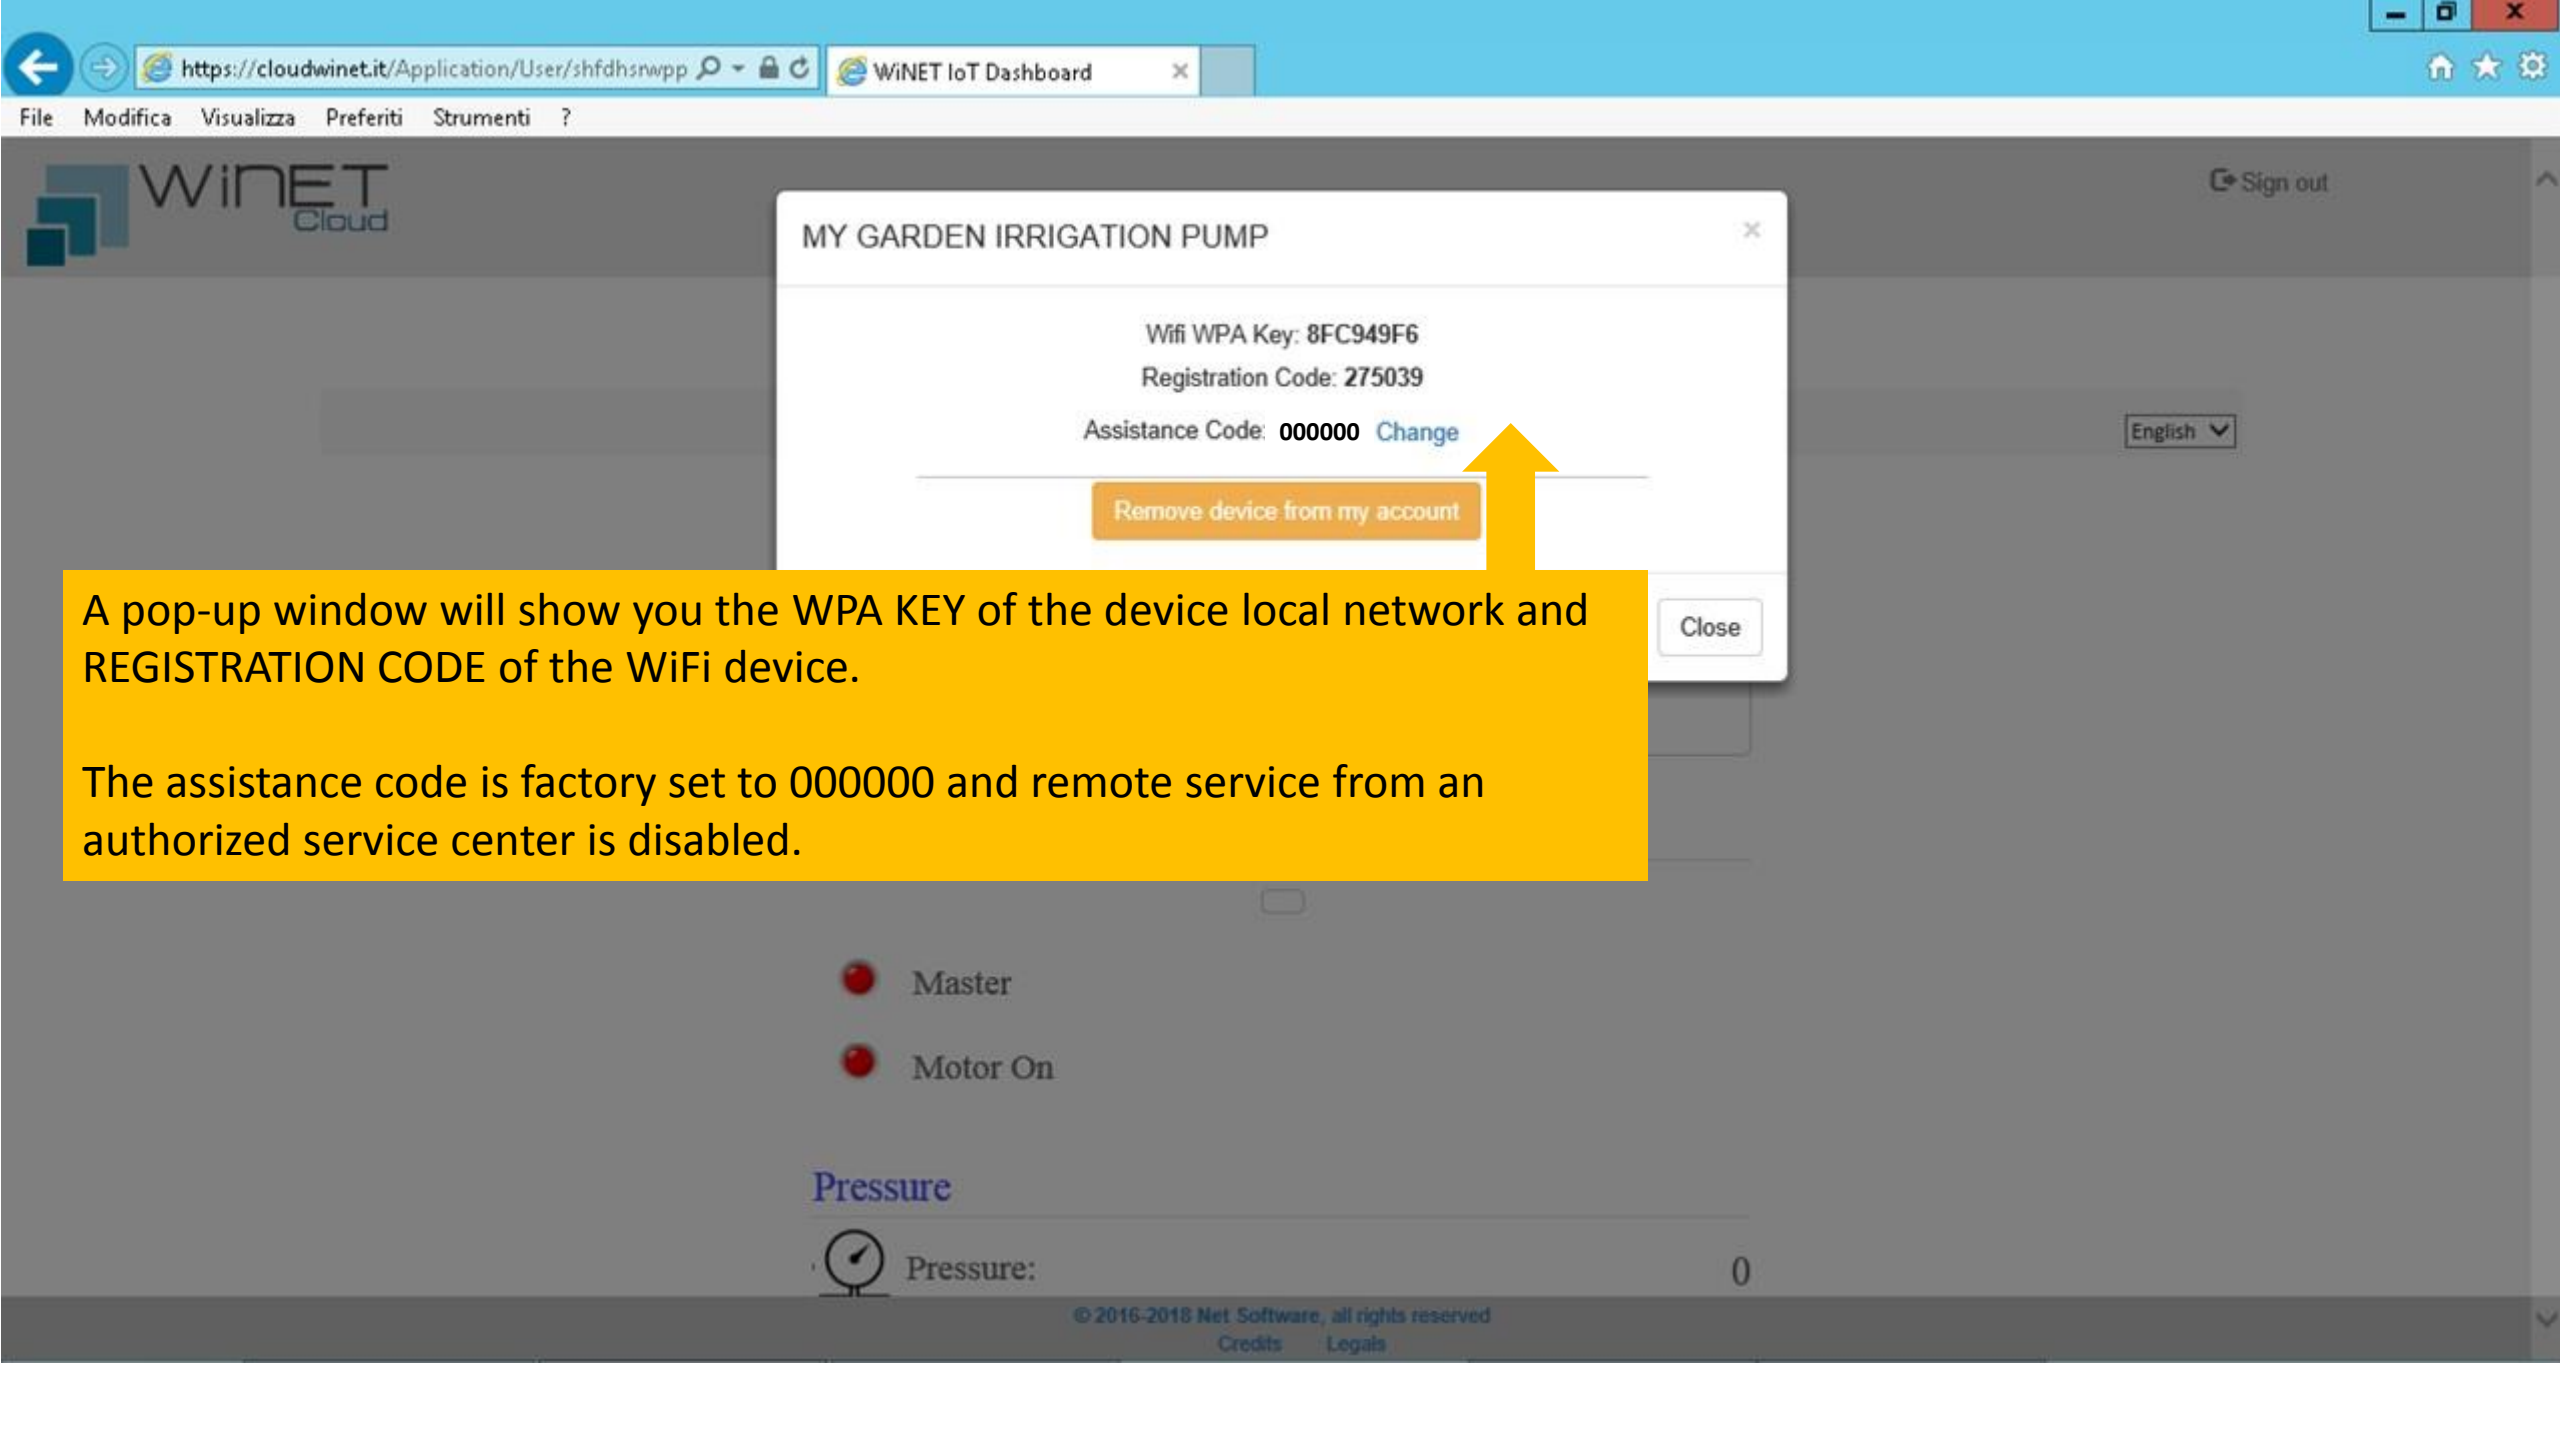 https://cloudwinet.it/Application/User/shfdhsrwpp
WiNET IoT Dashboard
File Modifica Visualizza Preferiti Strumenti ?
WiNET
Cloud
Sign out
MY GARDEN IRRIGATION PUMP
Wifi WPA Key: 8FC949F6
Registration Code: 275039
Assistance Code: 000000 Change
English
Remove device from my account
A pop-up window will show you the WPA KEY of the device local network and
REGISTRATION CODE of the WiFi device.
Close
The assistance code is factory set to 000000 and remote service from an
authorized service center is disabled.
Master
Motor On
Pressure
Pressure: 0
© 2016-2018 Net Software, all rights reserved
Credits Legals